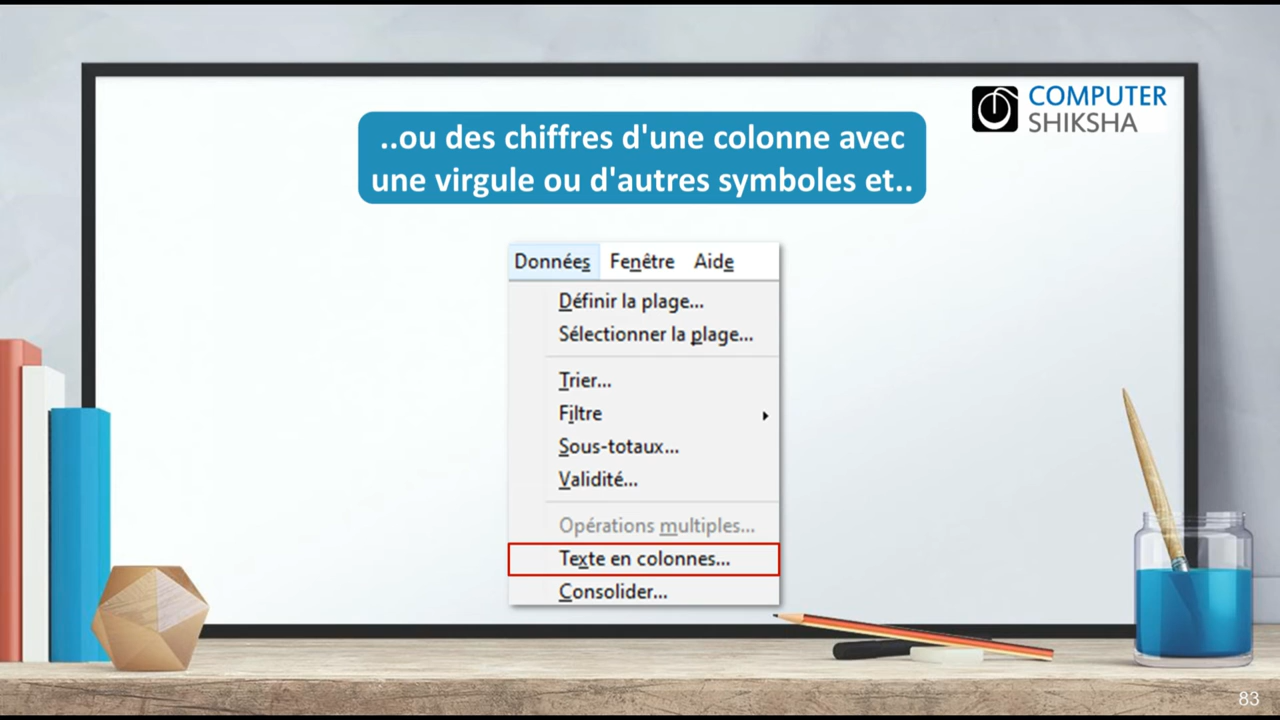 COMPUTER
SHIKSHA
..ou des chiffres d'une colonne avec
une virgule ou d'autres symboles et..
Données Fenêtre Aide
Définir la plage...
Sélectionner la plage...
Trier...
Filtre
Sous-totaux...
Validité...
Opérations multiples...
Texte en colonnes...
Consolider...
83